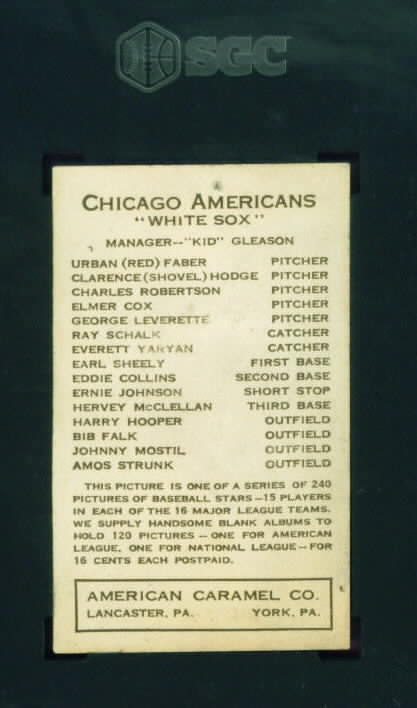 SGC
CHICAGO AMERICANS
"WHITE SOX"
MANAGER--"KID" GLEASON
URBAN (RED) FABER PITCHER
CLARENCE (SHOVEL) HODGE PITCHER
CHARLES ROBERTSON PITCHER
ELMER COX PITCHER
GEORGE LEVERETTE PITCHER
RAY SCHALK CATCHER
EVERETT YARYAN CATCHER
EARL SHEELY FIRST BASE
EDDIE COLLINS SECOND BASE
ERNIE JOHNSON SHORT STOP
HERVEY McCLELLAN THIRD BASE
HARRY HOOPER OUTFIELD
BIB FALK OUTFIELD
JOHNNY MOSTIL OUTFIELD
AMOS STRUNK OUTFIELD
THIS PICTURE IS ONE OF A SERIES OF 240
PICTURES OF BASEBALL STARS--15 PLAYERS
IN EACH OF THE 16 MAJOR LEAGUE TEAMS.
WE SUPPLY HANDSOME BLANK ALBUMS TO
HOLD 120 PICTURES -- ONE FOR AMERICAN
LEAGUE, ONE FOR NATIONAL LEAGUE--FOR
16 CENTS EACH POSTPAID.
AMERICAN CARAMEL CO.
LANCASTER, PA. YORK, PA.